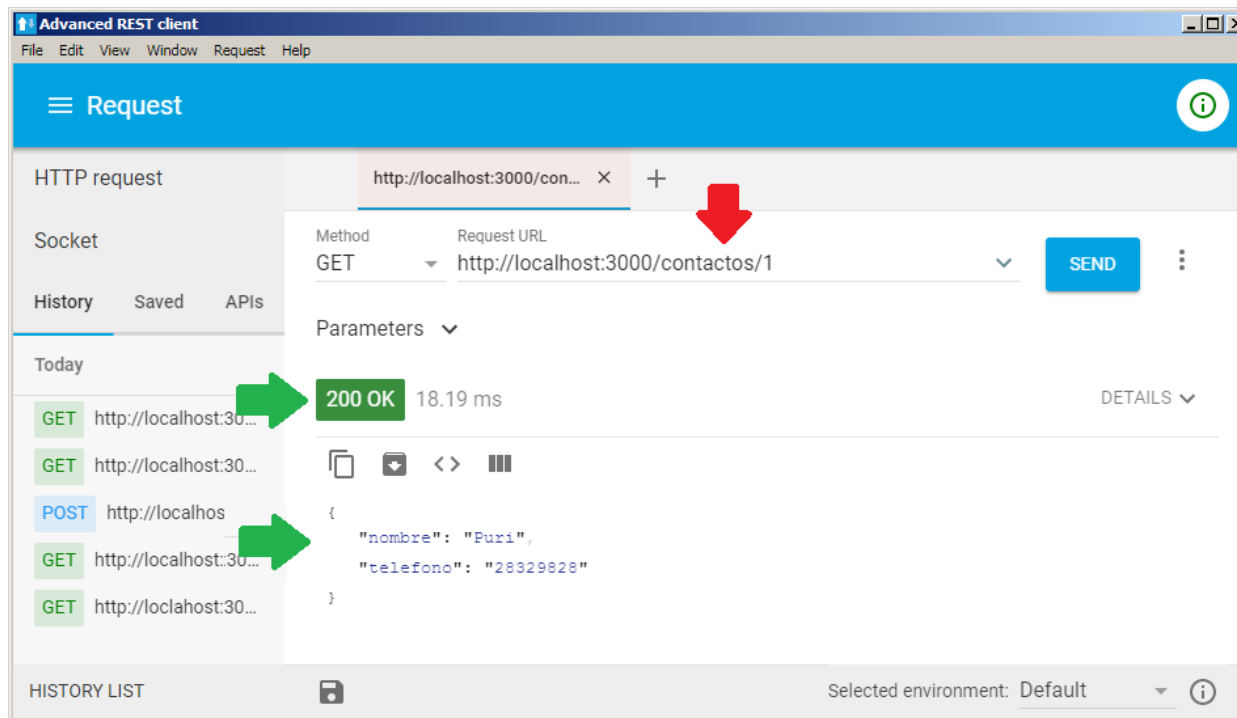 Advanced REST client
File Edit View Window Request Help
Request
HTTP request
Socket
History Saved APIs
Today
GET http://localhost:30...
GET http://localhost:30...
POST http://localhos
GET http://localhost::30...
GET http://loclahost:30...
HISTORY LIST
http://localhost:3000/con... × +
Method Request URL
GET http://localhost:3000/contactos/1
SEND
Parameters
200 OK 18.19 ms
DETAILS
{
"nombre": "Puri",
"telefono": "28329828"
}
Selected environment: Default